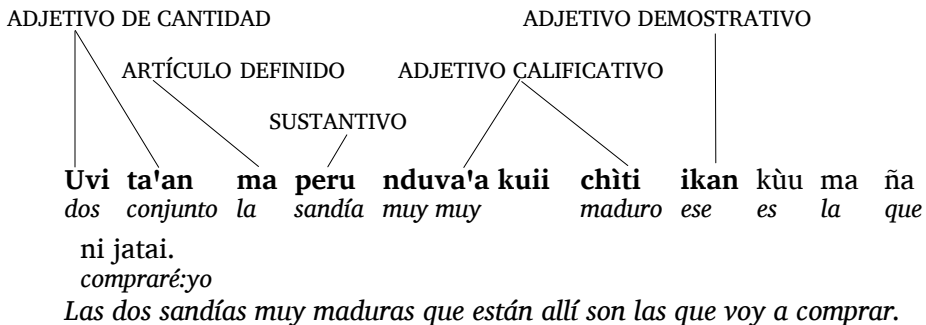 ADJETIVO DE CANTIDAD ADJETIVO DEMOSTRATIVO
ARTÍCULO DEFINIDO ADJETIVO CALIFICATIVO
SUSTANTIVO
Uvi ta'an ma peru nduva'a kuii chìti ikan kùu ma ña
dos conjunto la sandía muy muy maduro ese es la que
ni jatai.
compraré:yo
Las dos sandías muy maduras que están allí son las que voy a comprar.